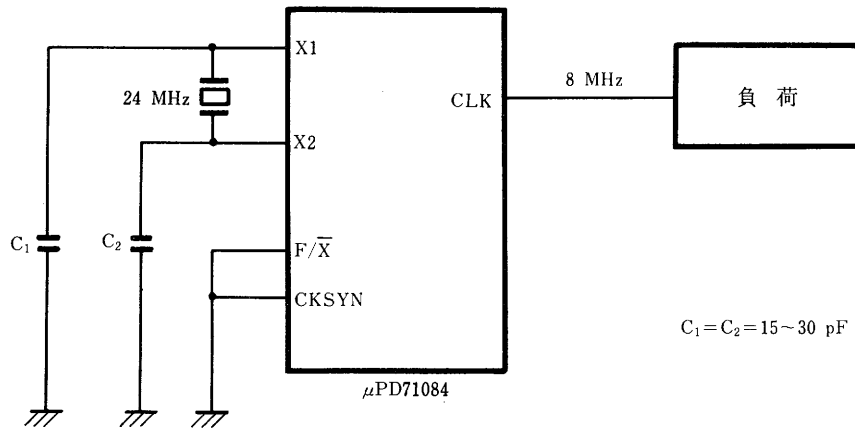 X1
24 MHz
CLK
8 MHz
負 荷
X2
C₁
C₂
F/X̅
CKSYN
C₁=C₂=15~30 pF
μPD71084